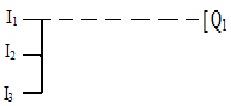 I₁ [Q₁
I₂
I₃